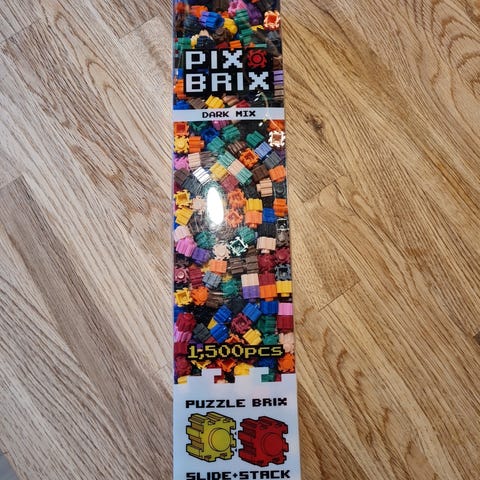 PIX
BRIX
DARK MIX
1,500PCS
PUZZLE BRIX
SLIDE+STACK